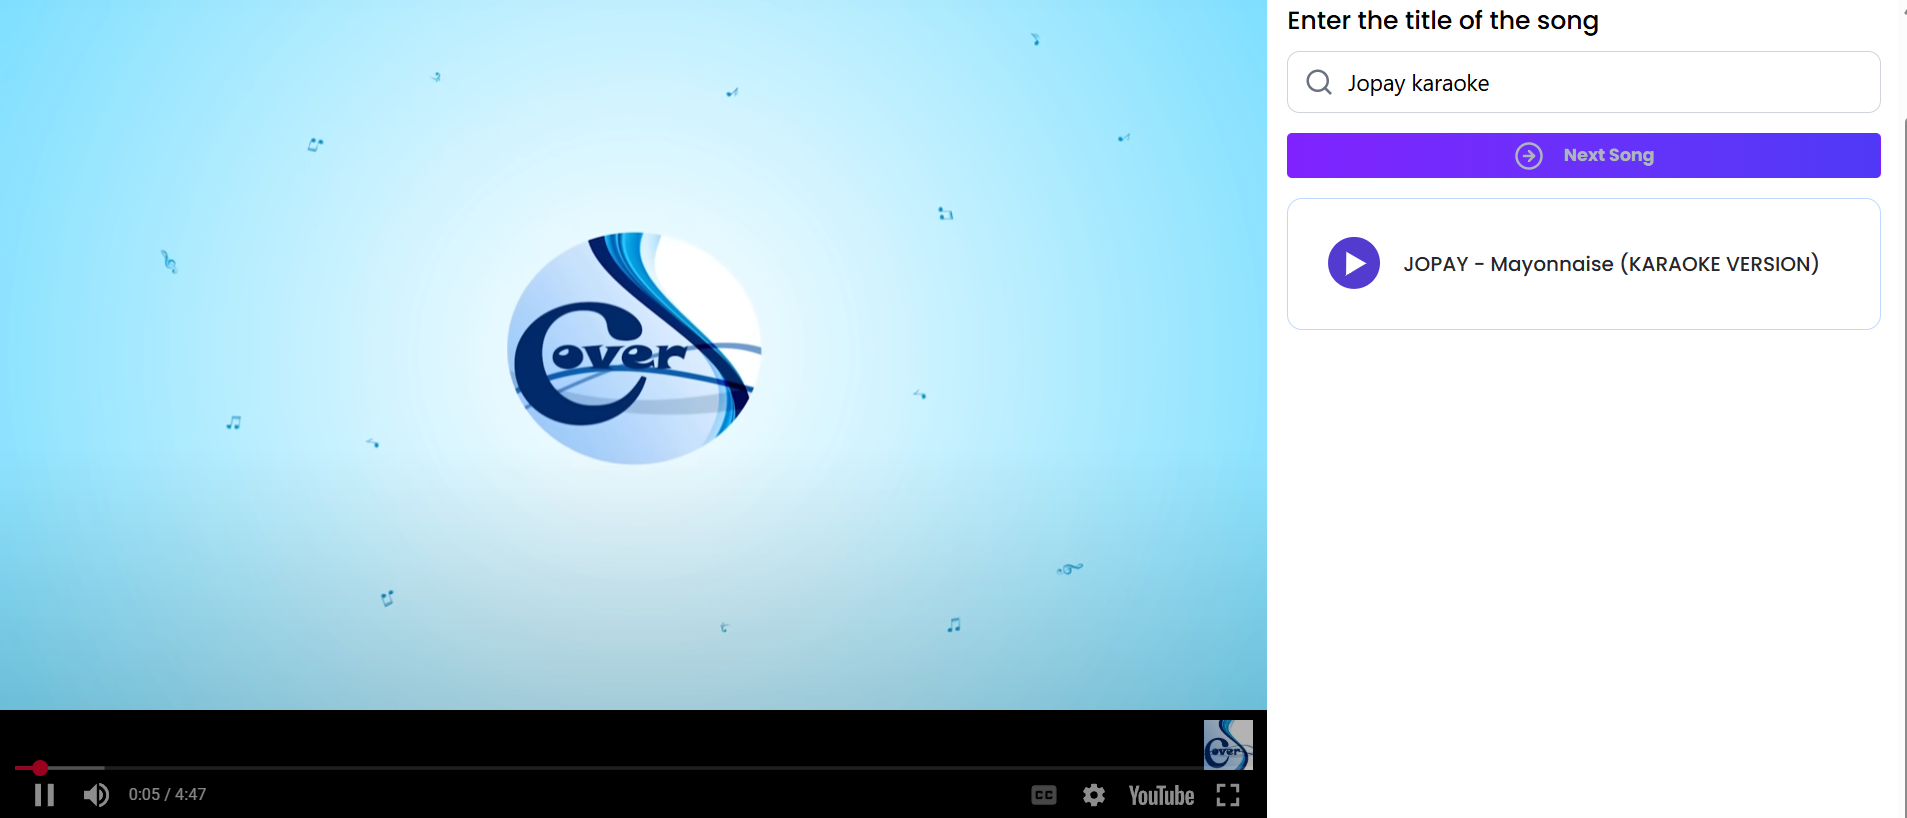 Cover
Cover
0:05 / 4:47
CC
YouTube
Enter the title of the song
Jopay karaoke
Next Song
JOPAY - Mayonnaise (KARAOKE VERSION)